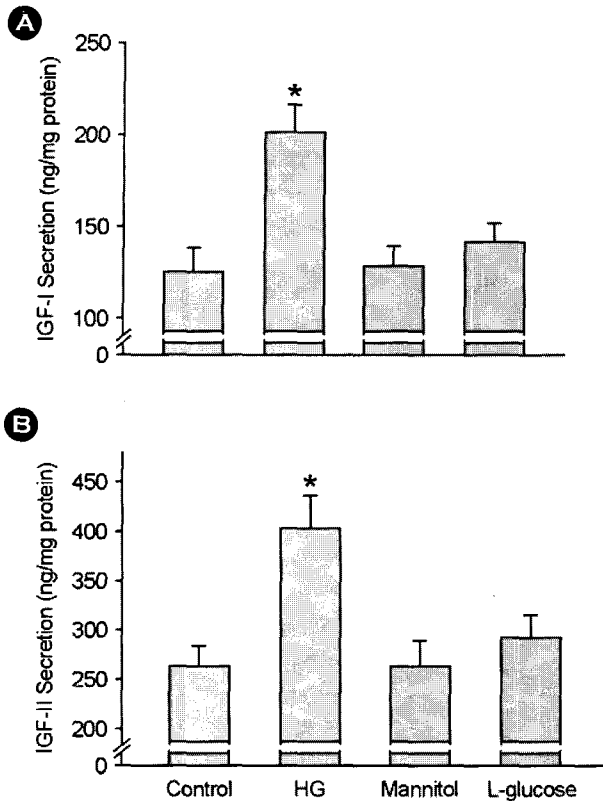 A
IGF-I Secretion (ng/mg protein)
250
200
150
100
0
*
B
IGF-II Secretion (ng/mg protein)
450
400
350
300
250
200
0
*
Control HG Mannitol L-glucose